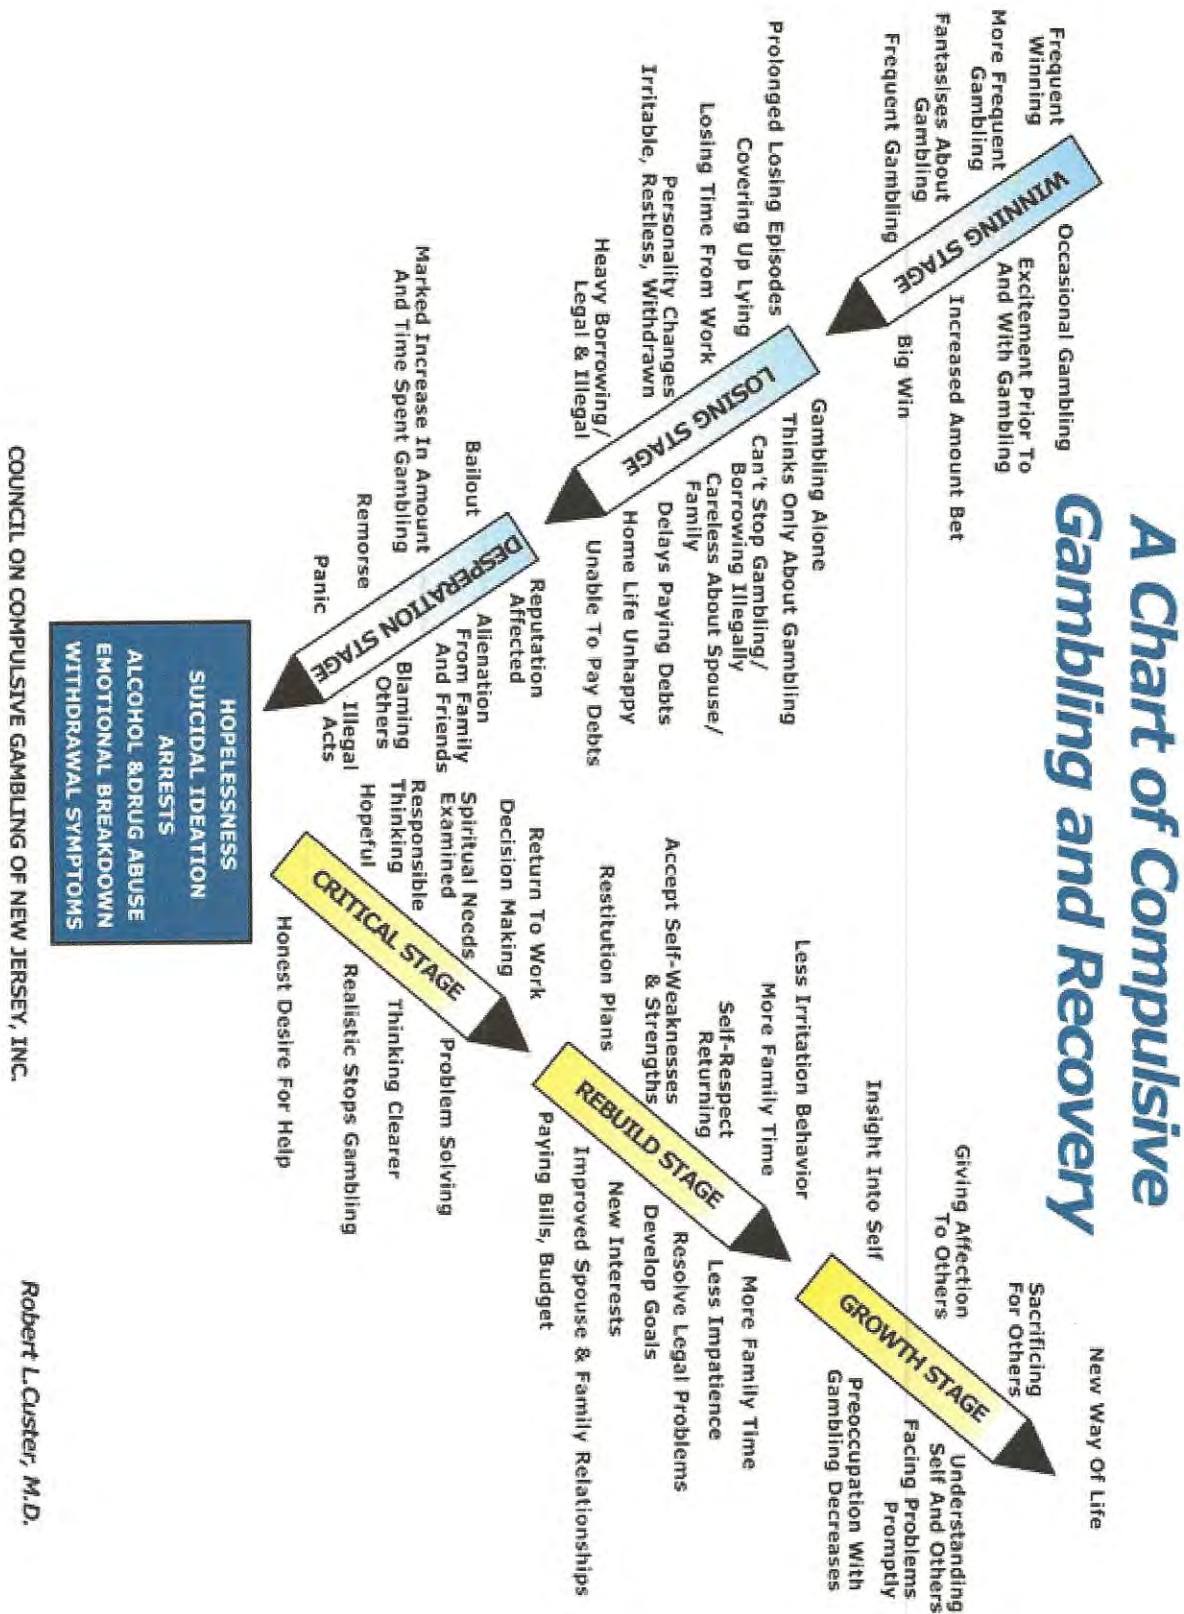 A Chart of Compulsive
Gambling and Recovery
Frequent
Winning
More Frequent
Gambling
Fantasises About
Gambling
Frequent Gambling
WINNING STAGE
Occasional Gambling
Excitement Prior To
And With Gambling
Increased Amount Bet
Big Win
Prolonged Losing Episodes
Covering Up Lying
Losing Time From Work
Personality Changes
Irritable, Restless, Withdrawn
Heavy Borrowing/
Legal & Illegal
LOSING STAGE
Gambling Alone
Thinks Only About Gambling
Can't Stop Gambling/
Borrowing Illegally
Careless About Spouse/
Family
Delays Paying Debts
Home Life Unhappy
Unable To Pay Debts
Bailout
Marked Increase In Amount
And Time Spent Gambling
Remorse
Panic
DESPERATION STAGE
Reputation
Affected
Alienation
From Family
And Friends
Blaming
Others
Illegal
Acts
HOPELESSNESS
SUICIDAL IDEATION
ARRESTS
ALCOHOL &DRUG ABUSE
EMOTIONAL BREAKDOWN
WITHDRAWAL SYMPTOMS
Return To Work
Decision Making
Spiritual Needs
Examined
Responsible
Thinking
Hopeful
CRITICAL STAGE
Problem Solving
Thinking Clearer
Realistic Stops Gambling
Honest Desire For Help
Less Irritation Behavior
More Family Time
Self-Respect
Returning
Accept Self-Weaknesses
& Strengths
Restitution Plans
REBUILD STAGE
More Family Time
Less Impatience
Resolve Legal Problems
Develop Goals
New Interests
Improved Spouse & Family Relationships
Paying Bills, Budget
New Way Of Life
Sacrificing
For Others
Giving Affection
To Others
Insight Into Self
GROWTH STAGE
Understanding
Self And Others
Facing Problems
Promptly
Preoccupation With
Gambling Decreases
COUNCIL ON COMPULSIVE GAMBLING OF NEW JERSEY, INC.
Robert L.Custer, M.D.